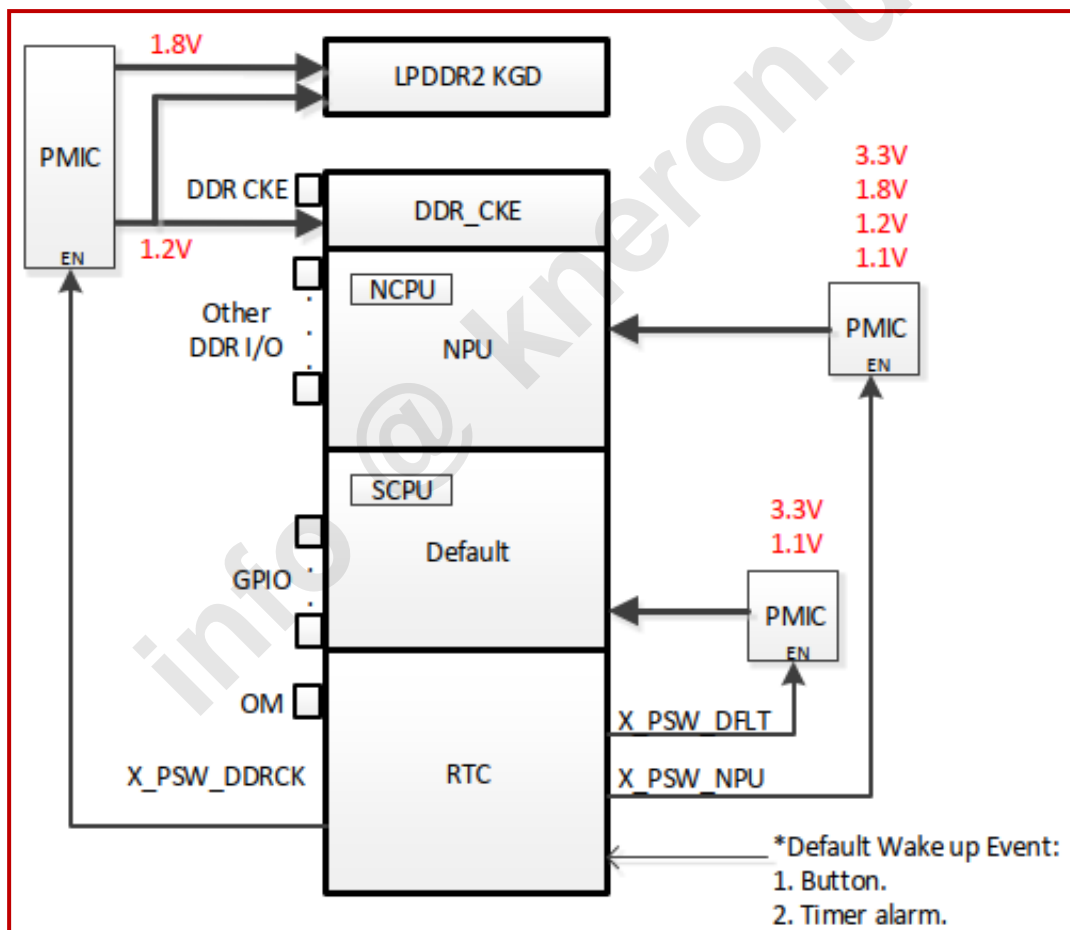 1.8V
LPDDR2 KGD
PMIC
EN
1.2V
DDR CKE
DDR_CKE
3.3V
1.8V
1.2V
1.1V
PMIC
EN
Other
DDR I/O
NCPU
NPU
SCPU
Default
GPIO
3.3V
1.1V
PMIC
EN
OM
X_PSW_DFLT
X_PSW_DDRCK
RTC
X_PSW_NPU
*Default Wake up Event:
1. Button.
2. Timer alarm.
info @ kneron.u